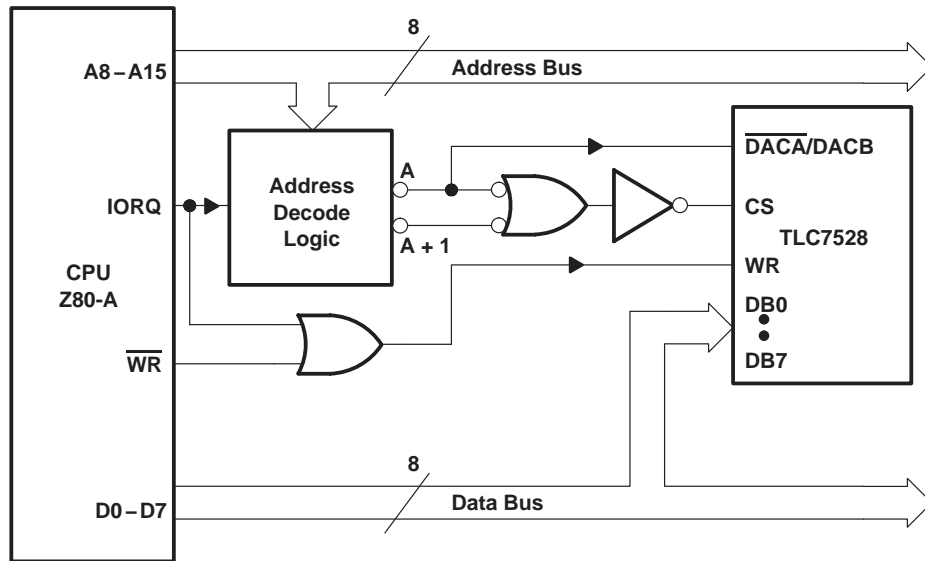 8
A8–A15
Address Bus
A
DACA/DACB
Address
Decode
Logic
IORQ
CS
A + 1
TLC7528
CPU
Z80-A
WR
DB0
WR
DB7
8
Data Bus
D0–D7